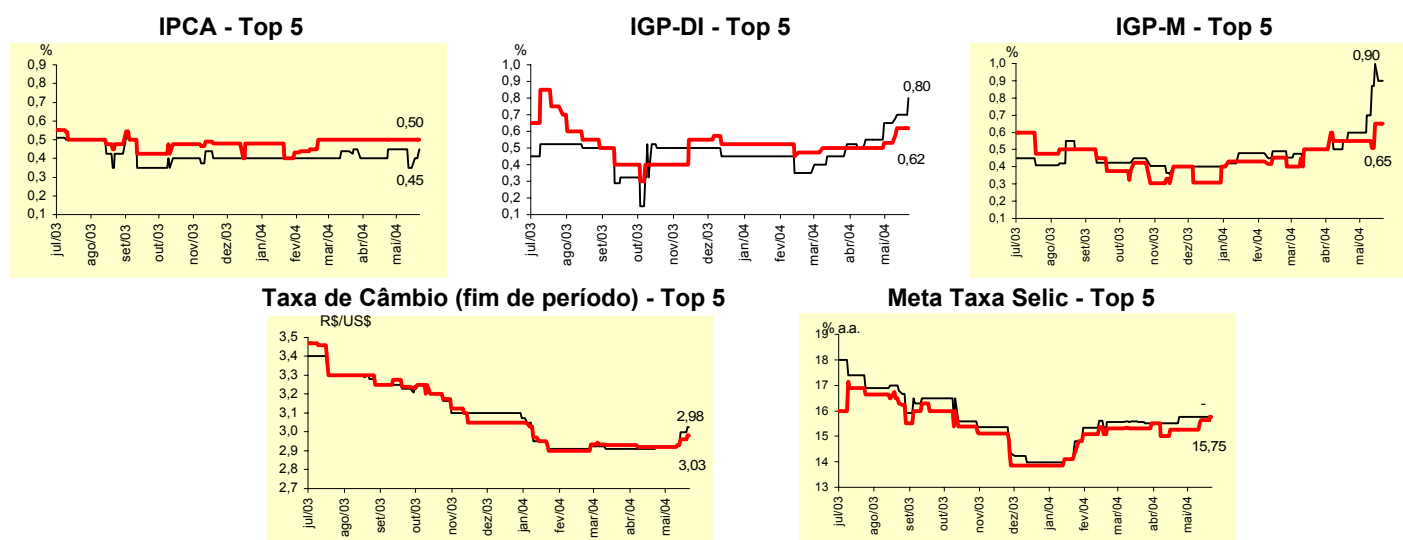 IPCA - Top 5
%
0,9
0,8
0,7
0,6
0,5
0,4
0,3
0,2
0,1
0,50
0,45
jul/03
ago/03
set/03
out/03
nov/03
dez/03
jan/04
fev/04
mar/04
abr/04
mai/04
IGP-DI - Top 5
%
1,0
0,9
0,8
0,7
0,6
0,5
0,4
0,3
0,2
0,1
0,80
0,62
jul/03
ago/03
set/03
out/03
nov/03
dez/03
jan/04
fev/04
mar/04
abr/04
mai/04
IGP-M - Top 5
%
1,0
0,9
0,8
0,7
0,6
0,5
0,4
0,3
0,2
0,1
0,90
0,65
jul/03
ago/03
set/03
out/03
nov/03
dez/03
jan/04
fev/04
mar/04
abr/04
mai/04
Taxa de Câmbio (fim de período) - Top 5
R$/US$
3,5
3,4
3,3
3,2
3,1
3,0
2,9
2,8
2,7
2,98
3,03
jul/03
ago/03
set/03
out/03
nov/03
dez/03
jan/04
fev/04
mar/04
abr/04
mai/04
Meta Taxa Selic - Top 5
% a.a.
19
18
17
16
15
14
13
-
15,75
jul/03
ago/03
set/03
out/03
nov/03
dez/03
jan/04
fev/04
mar/04
abr/04
mai/04